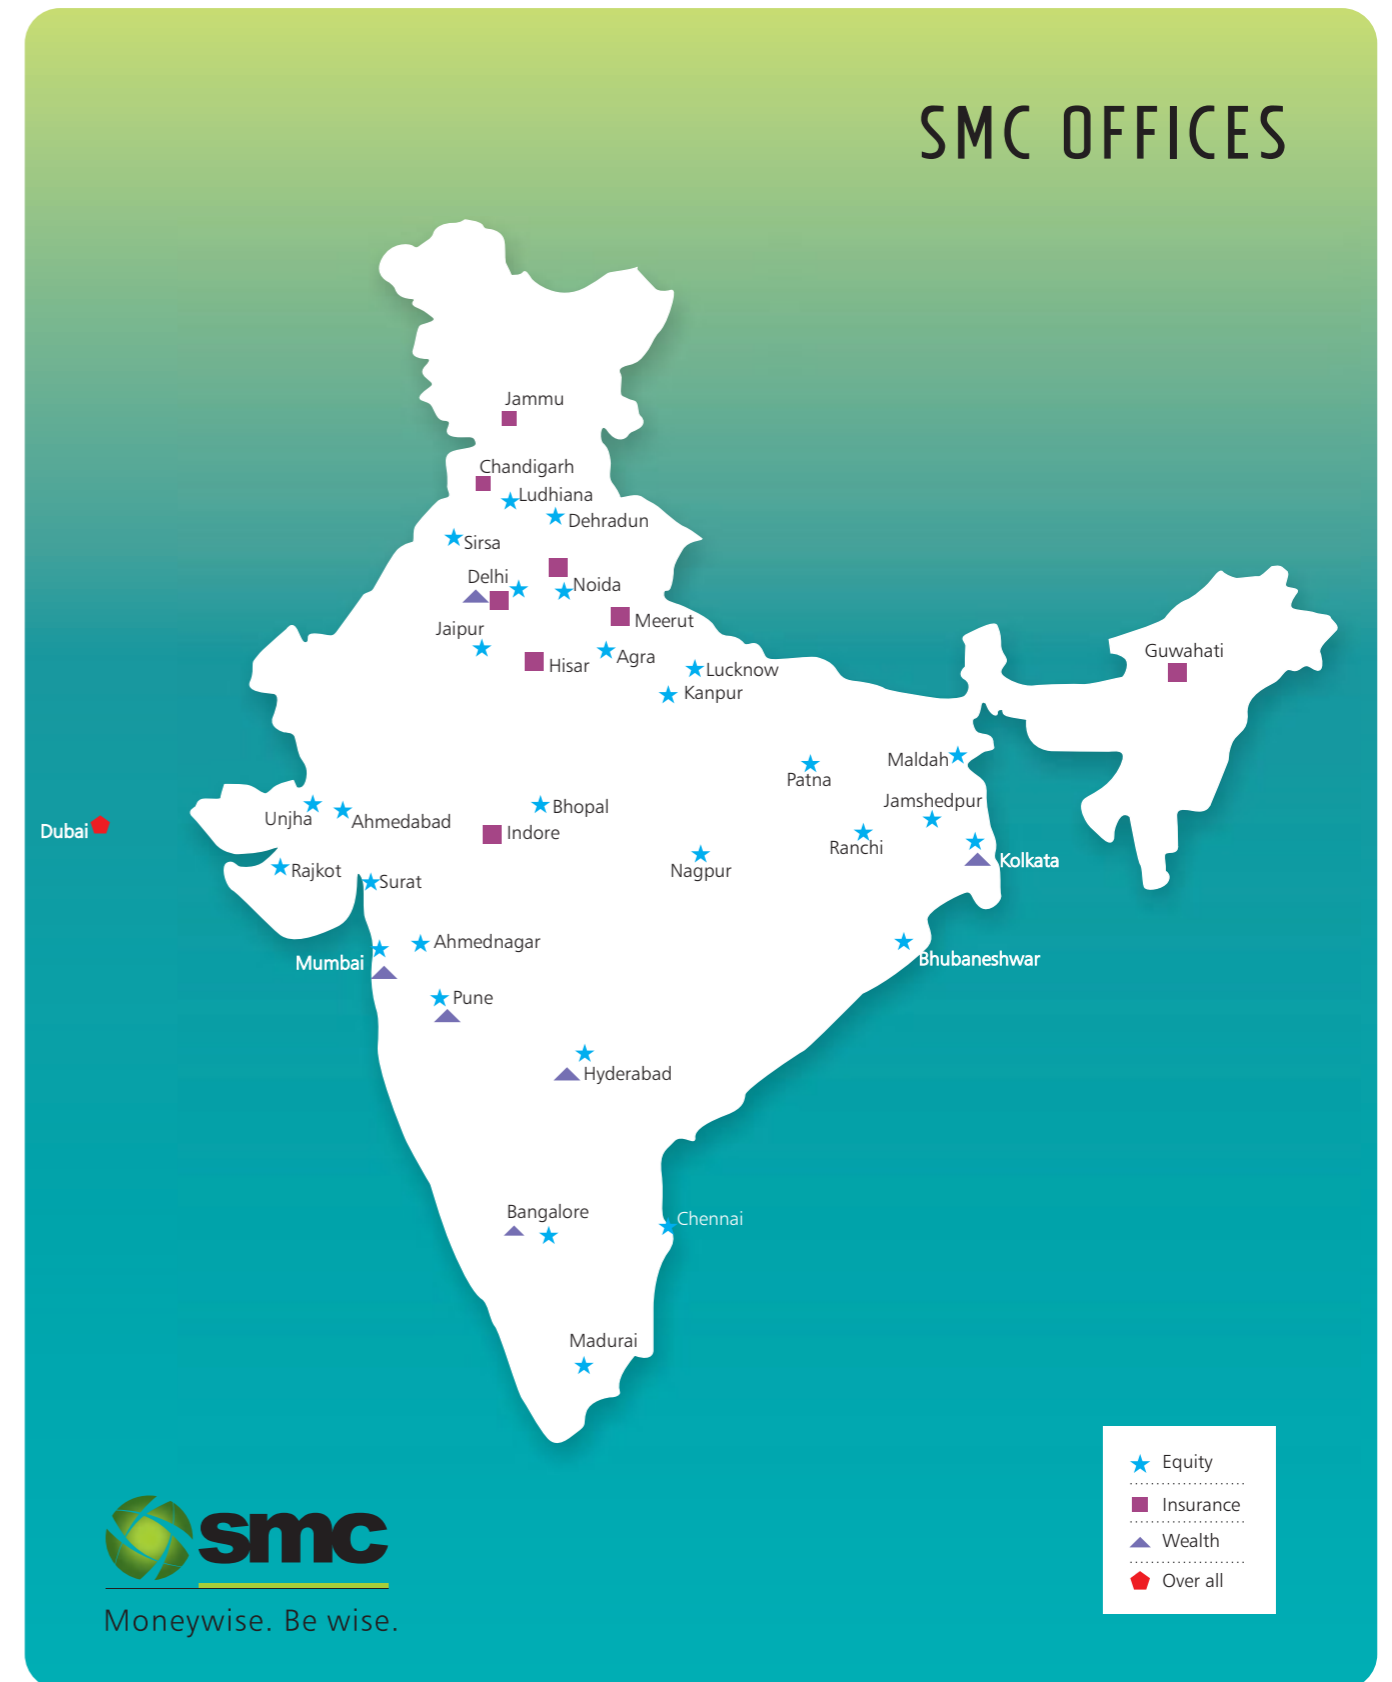 SMC OFFICES
Jammu
Chandigarh
Ludhiana
Dehradun
Sirsa
Delhi
Noida
Meerut
Jaipur
Hisar
Agra
Lucknow
Kanpur
Guwahati
Patna
Maldah
Jamshedpur
Unjha
Ahmedabad
Bhopal
Indore
Dubai
Ranchi
Kolkata
Nagpur
Rajkot
Surat
Ahmednagar
Mumbai
Bhubaneshwar
Pune
Hyderabad
Bangalore
Chennai
Madurai
Equity
Insurance
Wealth
Over all
smc
Moneywise. Be wise.